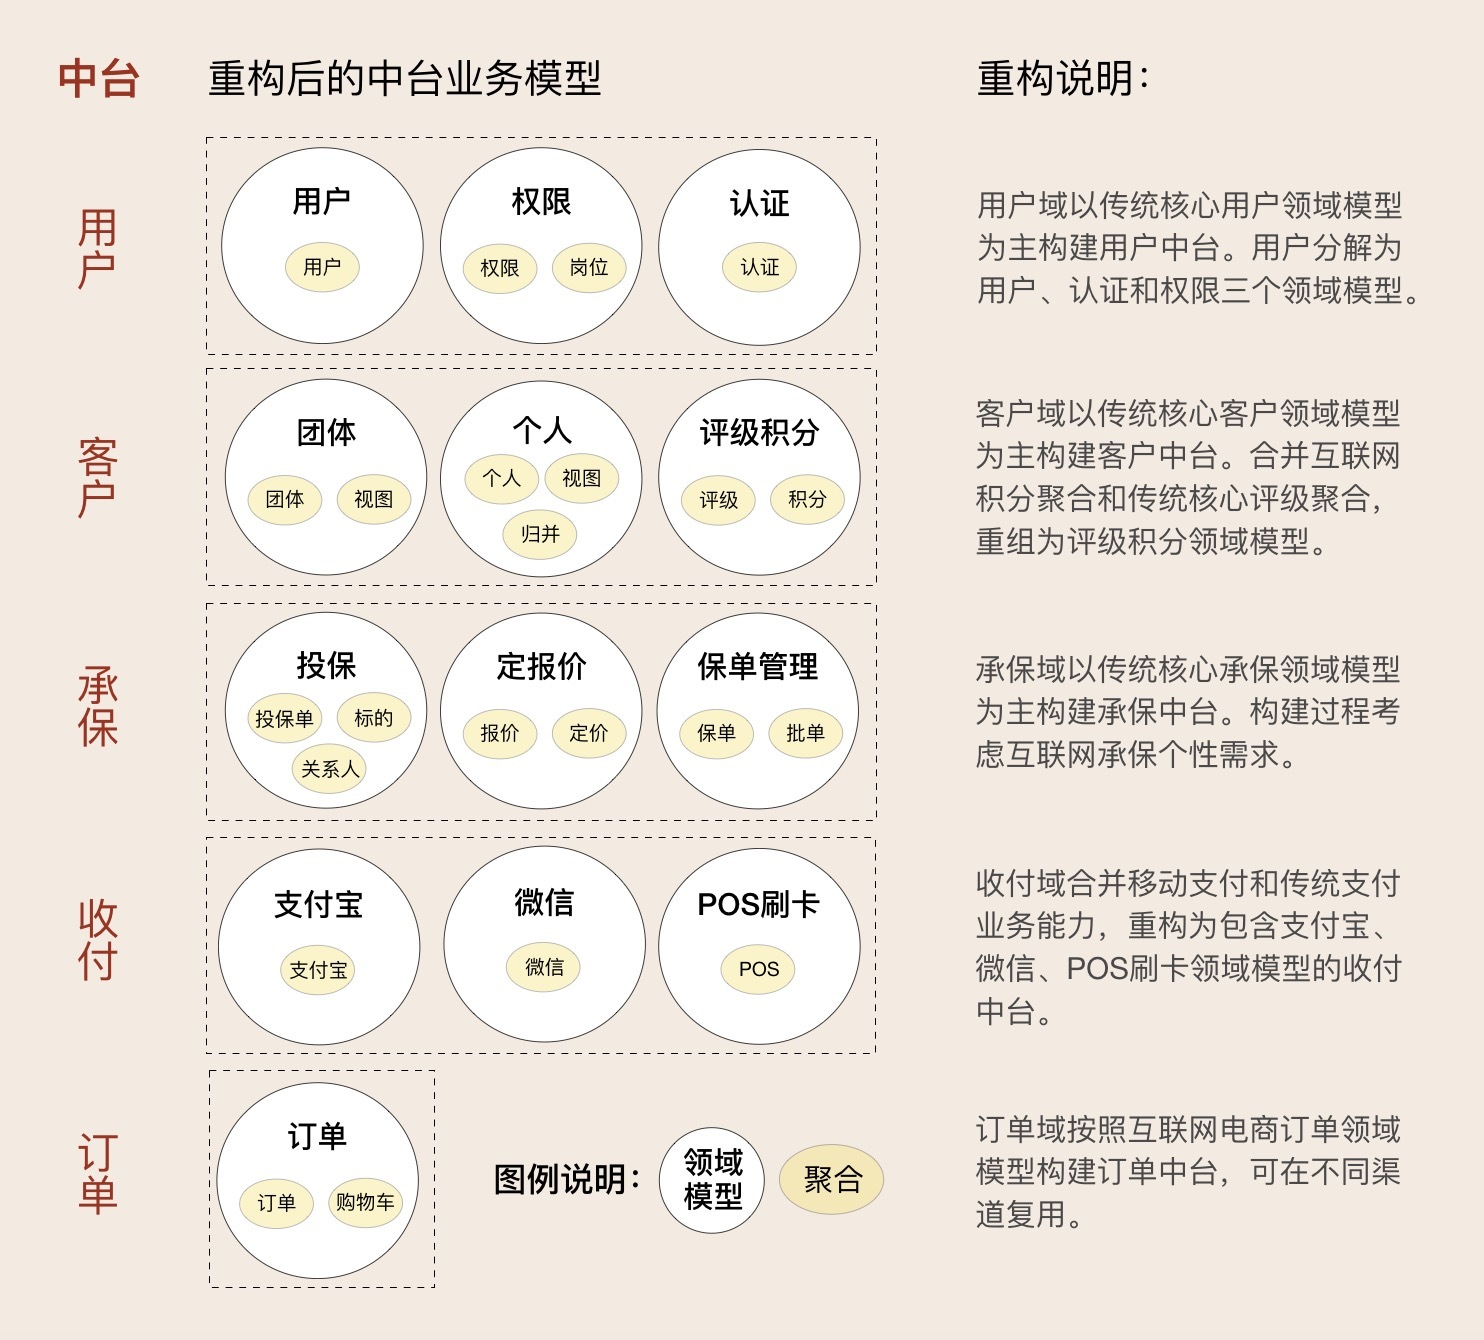 中台
重构后的中台业务模型
重构说明：
用户
用户
用户
权限
权限
岗位
认证
认证
用户域以传统核心用户领域模型
为主构建用户中台。用户分解为
用户、认证和权限三个领域模型。
客户
团体
团体
视图
个人
个人
视图
归并
评级积分
评级
积分
客户域以传统核心客户领域模型
为主构建客户中台。合并互联网
积分聚合和传统核心评级聚合，
重组为评级积分领域模型。
承保
投保
投保单
标的
关系人
定报价
报价
定价
保单管理
保单
批单
承保域以传统核心承保领域模型
为主构建承保中台。构建过程考
虑互联网承保个性需求。
收付
支付宝
支付宝
微信
微信
POS刷卡
POS
收付域合并移动支付和传统支付
业务能力，重构为包含支付宝、
微信、POS刷卡领域模型的收付
中台。
订单
订单
订单
购物车
图例说明：
领域
模型
聚合
订单域按照互联网电商订单领域
模型构建订单中台，可在不同渠
道复用。